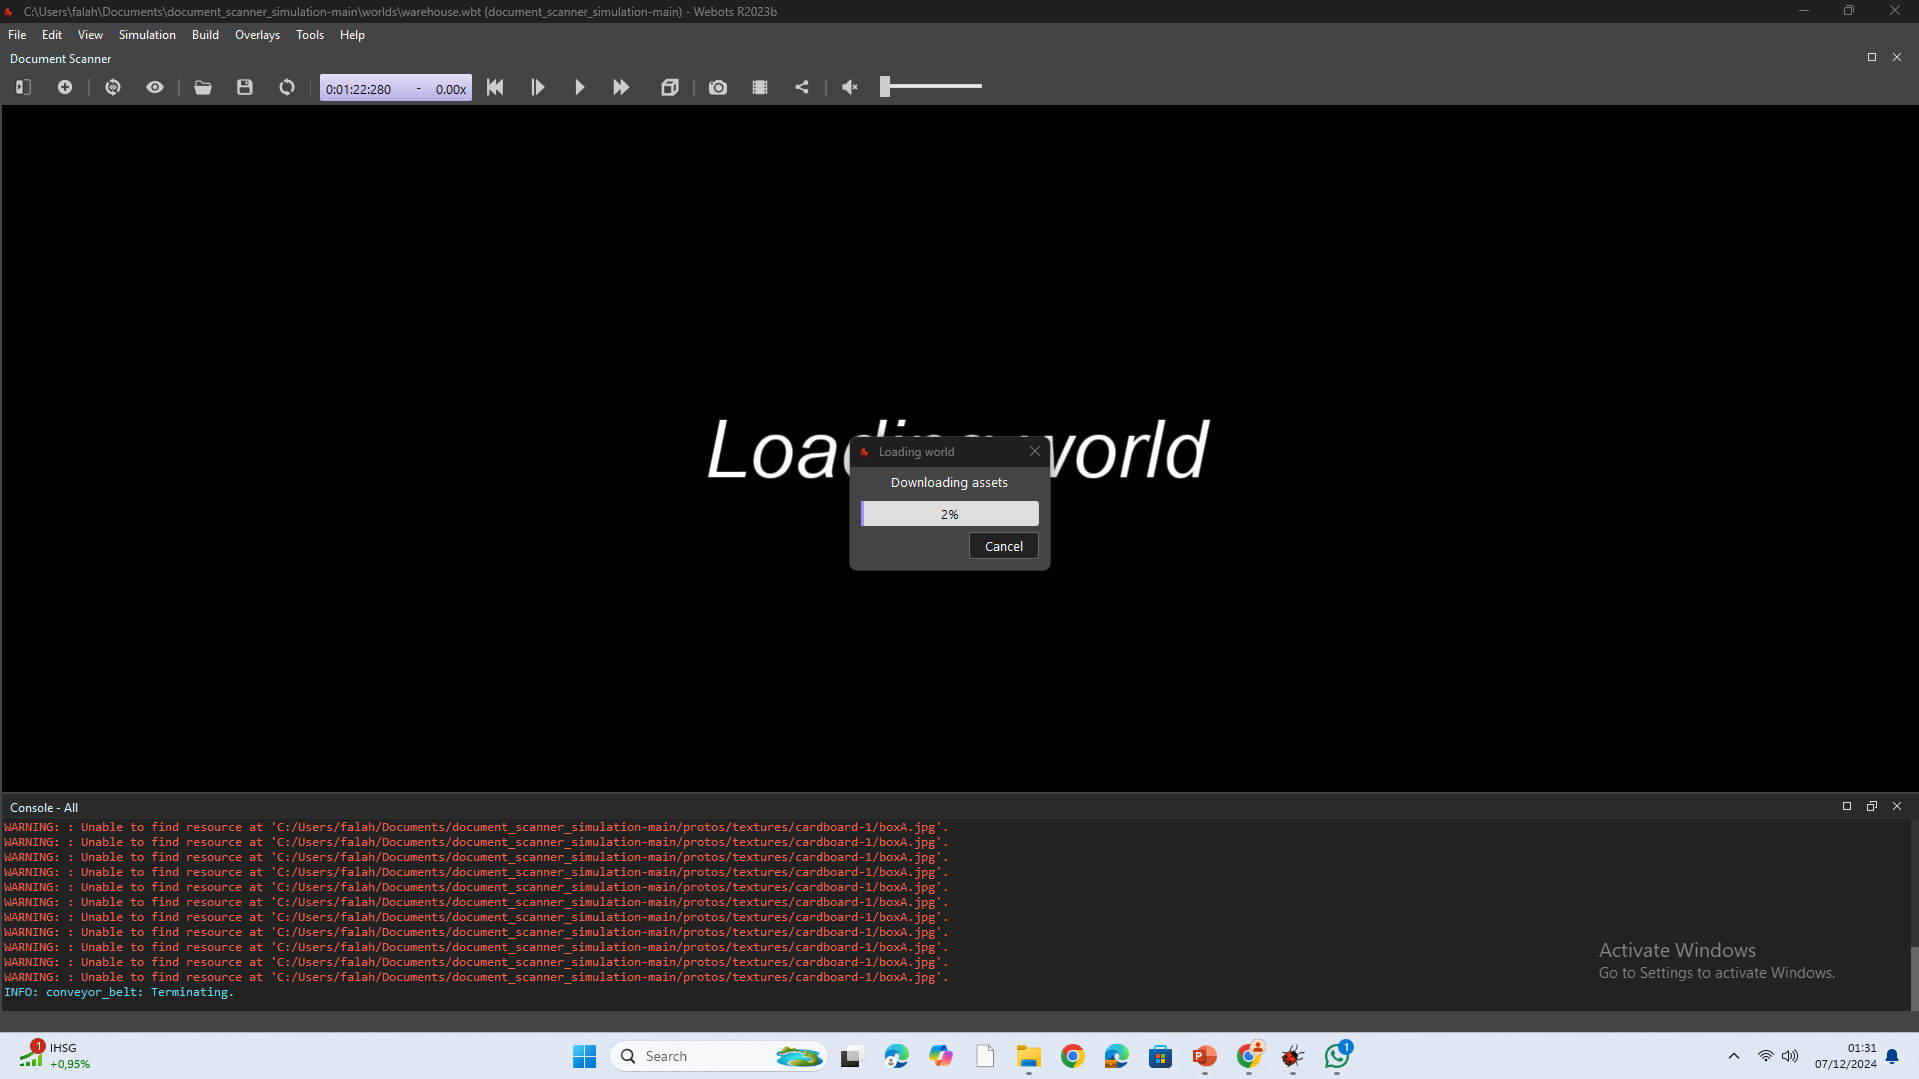 C:\Users\falah\Documents\document_scanner_simulation-main\worlds\warehouse.wbt (document_scanner_simulation-main) - Webots R2023b
File Edit View Simulation Build Overlays Tools Help
Document Scanner
0:01:22:280 - 0.00x
Loading world
Loading world
Downloading assets
2%
Cancel
Console - All
WARNING: : Unable to find resource at 'C:/Users/falah/Documents/document_scanner_simulation-main/protos/textures/cardboard-1/boxA.jpg'.
WARNING: : Unable to find resource at 'C:/Users/falah/Documents/document_scanner_simulation-main/protos/textures/cardboard-1/boxA.jpg'.
WARNING: : Unable to find resource at 'C:/Users/falah/Documents/document_scanner_simulation-main/protos/textures/cardboard-1/boxA.jpg'.
WARNING: : Unable to find resource at 'C:/Users/falah/Documents/document_scanner_simulation-main/protos/textures/cardboard-1/boxA.jpg'.
WARNING: : Unable to find resource at 'C:/Users/falah/Documents/document_scanner_simulation-main/protos/textures/cardboard-1/boxA.jpg'.
WARNING: : Unable to find resource at 'C:/Users/falah/Documents/document_scanner_simulation-main/protos/textures/cardboard-1/boxA.jpg'.
WARNING: : Unable to find resource at 'C:/Users/falah/Documents/document_scanner_simulation-main/protos/textures/cardboard-1/boxA.jpg'.
WARNING: : Unable to find resource at 'C:/Users/falah/Documents/document_scanner_simulation-main/protos/textures/cardboard-1/boxA.jpg'.
WARNING: : Unable to find resource at 'C:/Users/falah/Documents/document_scanner_simulation-main/protos/textures/cardboard-1/boxA.jpg'.
WARNING: : Unable to find resource at 'C:/Users/falah/Documents/document_scanner_simulation-main/protos/textures/cardboard-1/boxA.jpg'.
WARNING: : Unable to find resource at 'C:/Users/falah/Documents/document_scanner_simulation-main/protos/textures/cardboard-1/boxA.jpg'.
INFO: conveyor_belt: Terminating.
Activate Windows
Go to Settings to activate Windows.
1
IHSG
+0,95%
Search
1
01:31
07/12/2024